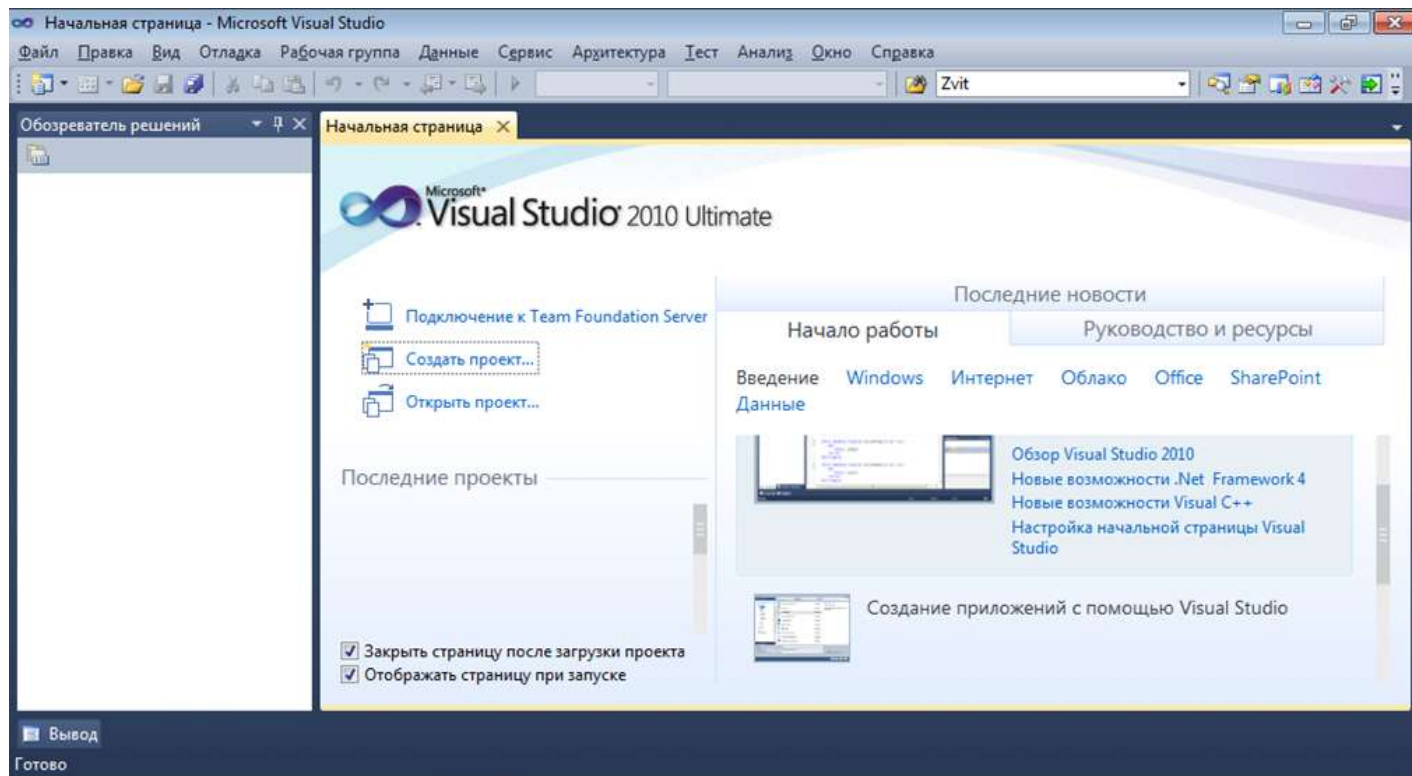 Начальная страница - Microsoft Visual Studio
Файл Правка Вид Отладка Рабочая группа Данные Сервис Архитектура Тест Анализ Окно Справка
Zvit
Обозреватель решений
Начальная страница
Microsoft
Visual Studio 2010 Ultimate
Подключение к Team Foundation Server
Создать проект...
Открыть проект...
Последние проекты
Закрыть страницу после загрузки проекта
Отображать страницу при запуске
Последние новости
Начало работы Руководство и ресурсы
Введение Windows Интернет Облако Office SharePoint
Данные
Обзор Visual Studio 2010
Новые возможности .Net Framework 4
Новые возможности Visual C++
Настройка начальной страницы Visual
Studio
Создание приложений с помощью Visual Studio
Вывод
Готово